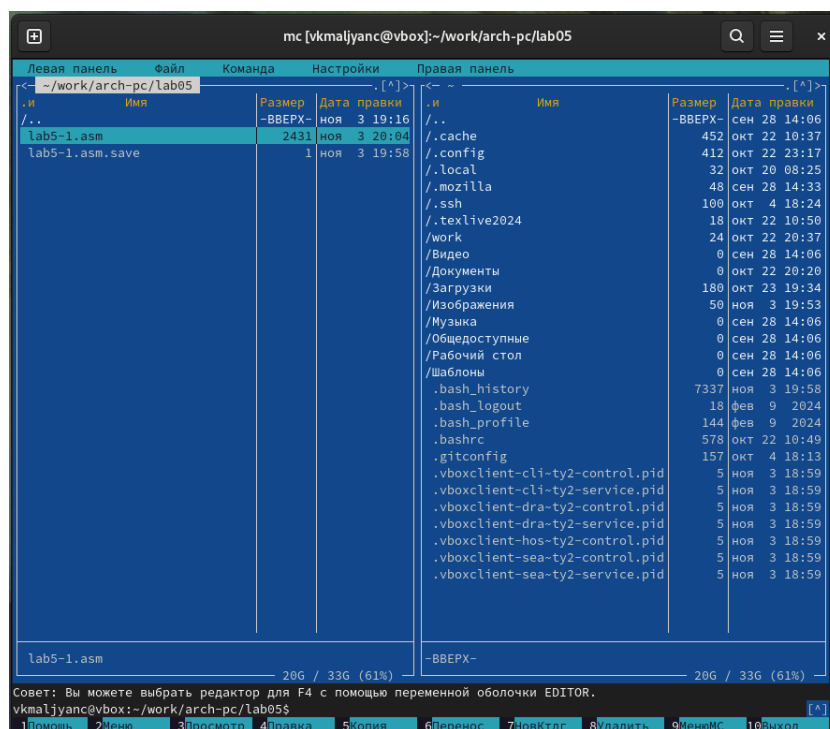 mc [vkmaljyanc@vbox]:~/work/arch-pc/lab05
Левая панель Файл Команда Настройки Правая панель
<— ~/work/arch-pc/lab05 .[^]>
.и Имя Размер Дата правки
/.. -ВВЕРХ- ноя 3 19:16
lab5-1.asm 2431 ноя 3 20:04
lab5-1.asm.save 1 ноя 3 19:58
lab5-1.asm
20G / 33G (61%)
<— ~ .[^]>
.и Имя Размер Дата правки
/.. -ВВЕРХ- сен 28 14:06
/.cache 452 окт 22 10:37
/.config 412 окт 22 23:17
/.local 32 окт 20 08:25
/.mozilla 48 сен 28 14:33
/.ssh 100 окт 4 18:24
/.texlive2024 18 окт 22 10:50
/work 24 окт 22 20:37
/Видео 0 сен 28 14:06
/Документы 0 окт 22 20:20
/Загрузки 180 окт 23 19:34
/Изображения 50 ноя 3 19:53
/Музыка 0 сен 28 14:06
/Общедоступные 0 сен 28 14:06
/Рабочий стол 0 сен 28 14:06
/Шаблоны 0 сен 28 14:06
.bash_history 7337 ноя 3 19:58
.bash_logout 18 фев 9 2024
.bash_profile 144 фев 9 2024
.bashrc 578 окт 22 10:49
.gitconfig 157 окт 4 18:13
.vboxclient-cli~ty2-control.pid 5 ноя 3 18:59
.vboxclient-cli~ty2-service.pid 5 ноя 3 18:59
.vboxclient-dra~ty2-control.pid 5 ноя 3 18:59
.vboxclient-dra~ty2-service.pid 5 ноя 3 18:59
.vboxclient-hos~ty2-control.pid 5 ноя 3 18:59
.vboxclient-sea~ty2-control.pid 5 ноя 3 18:59
.vboxclient-sea~ty2-service.pid 5 ноя 3 18:59
-ВВЕРХ-
20G / 33G (61%)
Совет: Вы можете выбрать редактор для F4 с помощью переменной оболочки EDITOR.
vkmaljyanc@vbox:~/work/arch-pc/lab05$ [^]
1Помощь 2Меню 3Просмотр 4Правка 5Копия 6Перенос 7НовКтлг 8Удалить 9МенюМС 10Выход